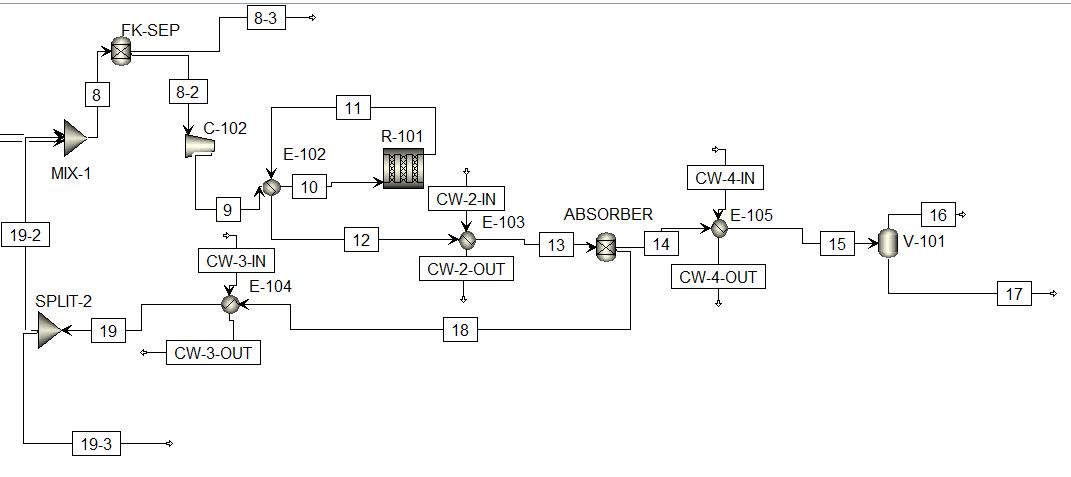 8-3
FK-SEP
8
8-2
11
C-102
R-101
MIX-1
E-102
10
CW-4-IN
CW-2-IN
9
ABSORBER
E-105
16
E-103
19-2
12
13
14
15
V-101
CW-3-IN
CW-2-OUT
CW-4-OUT
E-104
17
SPLIT-2
19
18
CW-3-OUT
19-3